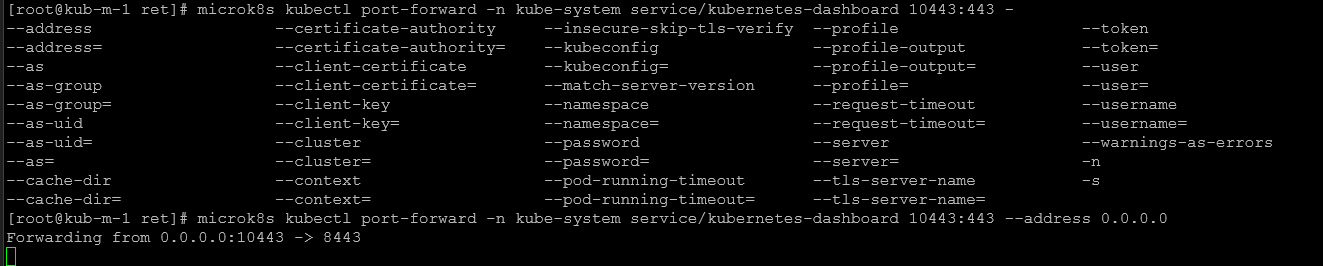 [root@kub-m-1 ret]# microk8s kubectl port-forward -n kube-system service/kubernetes-dashboard 10443:443 -
--address --certificate-authority --insecure-skip-tls-verify --profile --token
--address= --certificate-authority= --kubeconfig --profile-output --token=
--as --client-certificate --kubeconfig= --profile-output= --user
--as-group --client-certificate= --match-server-version --profile= --user=
--as-group= --client-key --namespace --request-timeout --username
--as-uid --client-key= --namespace= --request-timeout= --username=
--as-uid= --cluster --password --server --warnings-as-errors
--as= --cluster= --password= --server= -n
--cache-dir --context --pod-running-timeout --tls-server-name -s
--cache-dir= --context= --pod-running-timeout= --tls-server-name=
[root@kub-m-1 ret]# microk8s kubectl port-forward -n kube-system service/kubernetes-dashboard 10443:443 --address 0.0.0.0
Forwarding from 0.0.0.0:10443 -> 8443